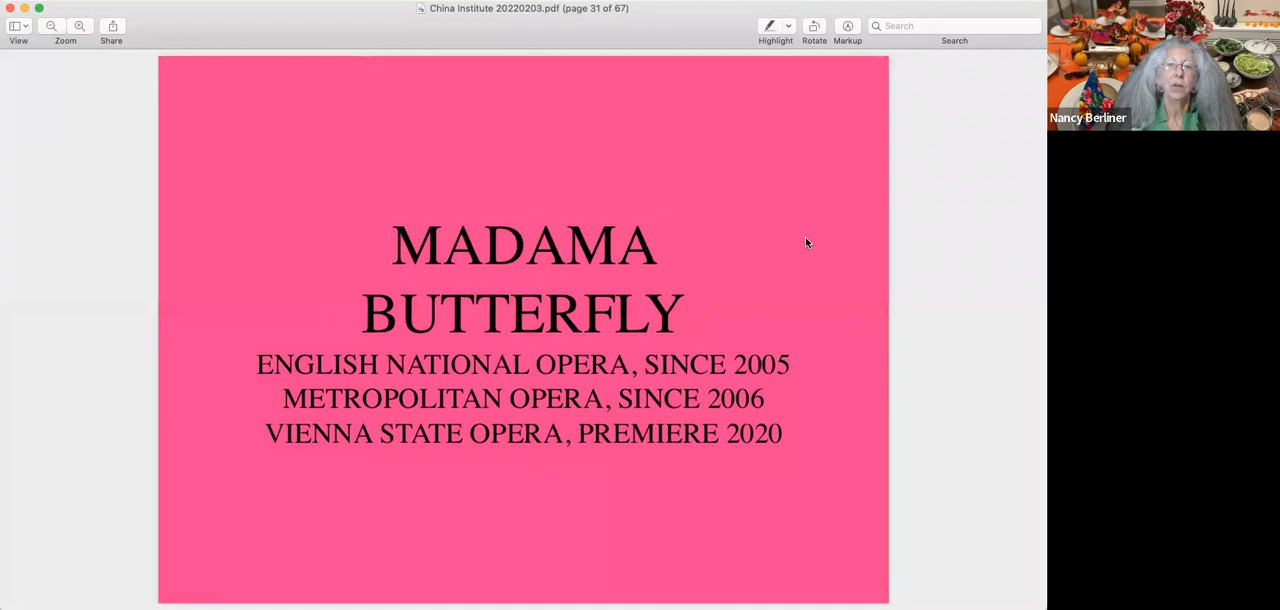 China Institute 20220203.pdf (page 31 of 67)
View
Zoom
Share
Highlight
Rotate
Markup
Search
Search
Nancy Berliner
MADAMA
BUTTERFLY
ENGLISH NATIONAL OPERA, SINCE 2005
METROPOLITAN OPERA, SINCE 2006
VIENNA STATE OPERA, PREMIERE 2020